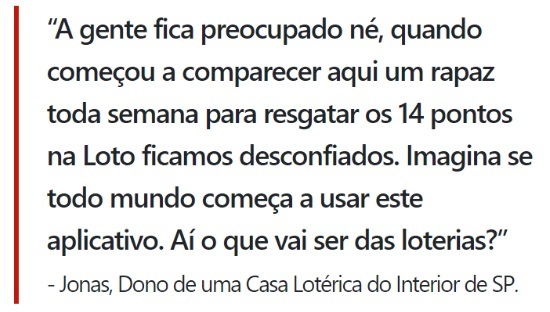 “A gente fica preocupado né, quando
começou a comparecer aqui um rapaz
toda semana para resgatar os 14 pontos
na Loto ficamos desconfiados. Imagina se
todo mundo começa a usar este
aplicativo. Aí o que vai ser das loterias?”
- Jonas, Dono de uma Casa Lotérica do Interior de SP.